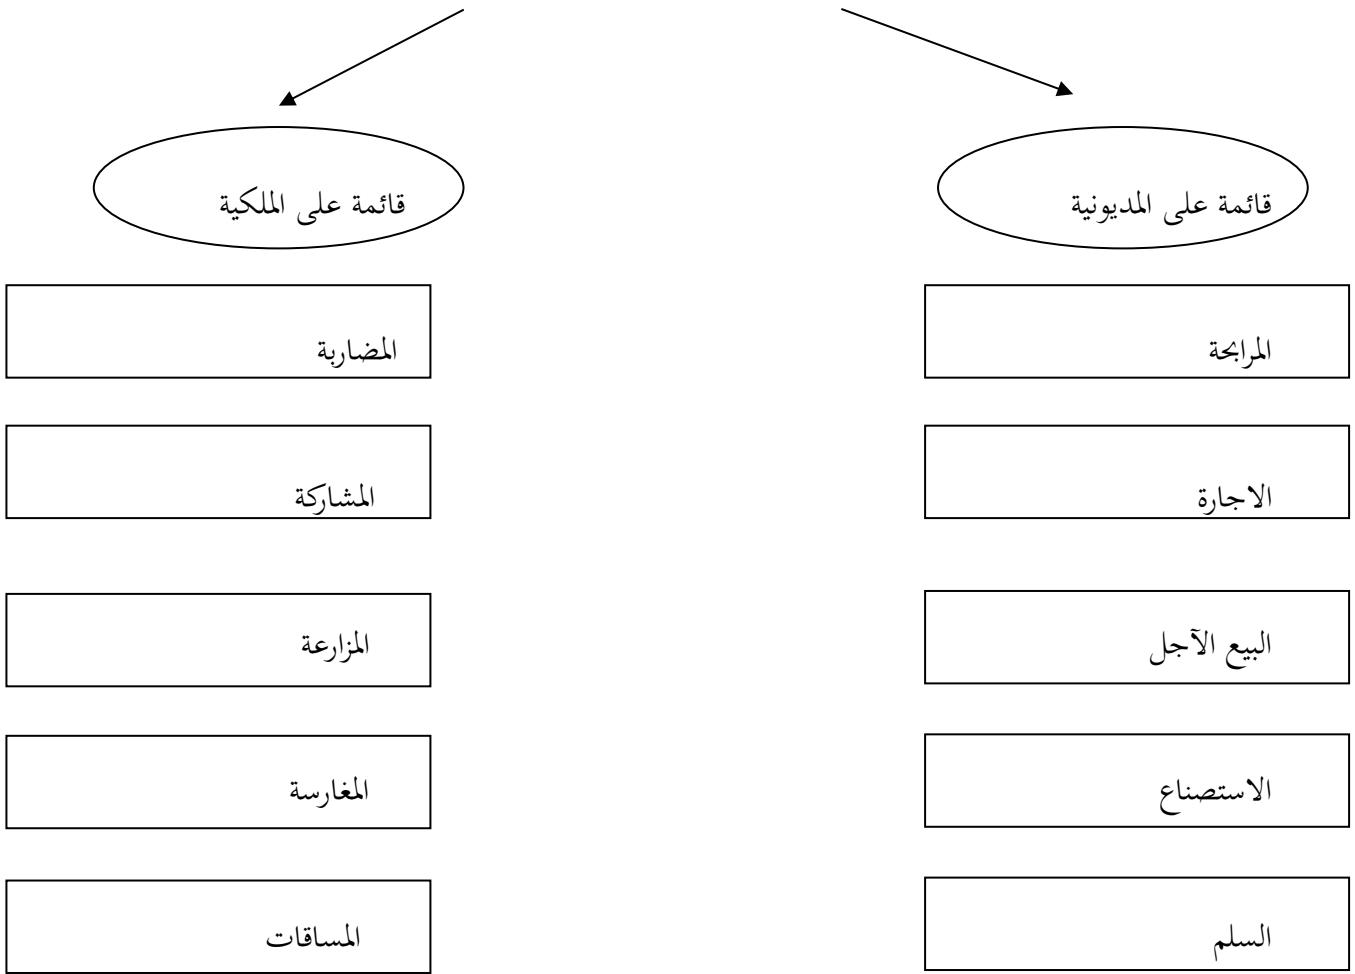 قائمة على المديونية
قائمة على الملكية
المرابحة
المضاربة
الاجارة
المشاركة
البيع الآجل
المزارعة
الاستصناع
المغارسة
السلم
المساقات